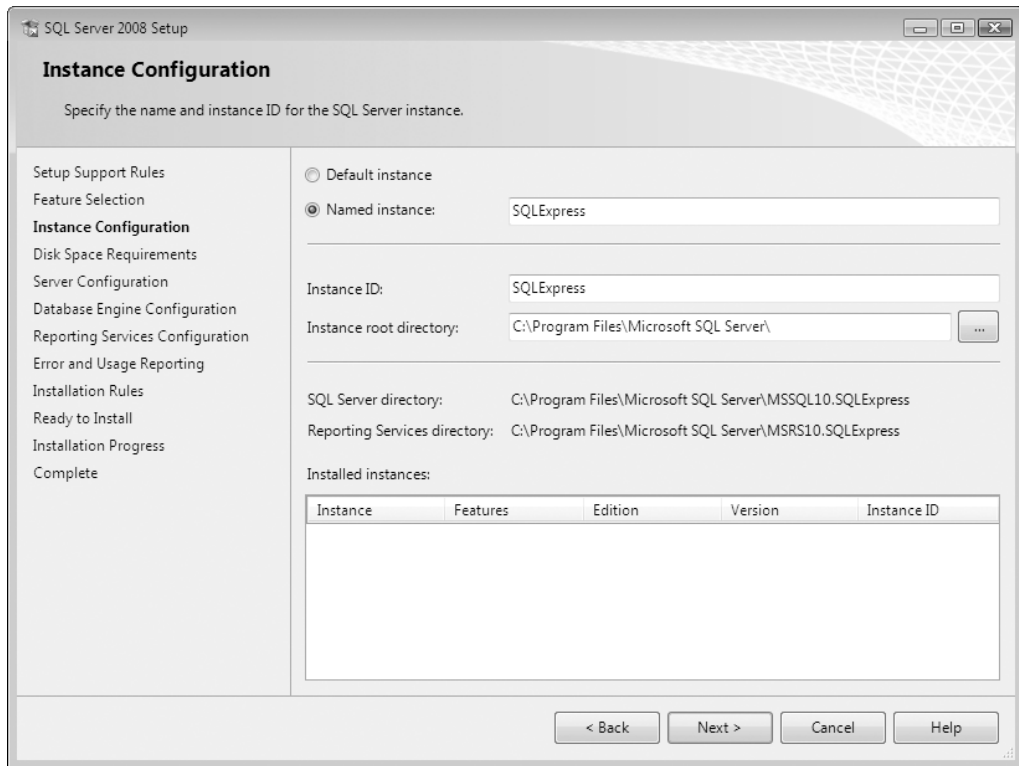 SQL Server 2008 Setup
Instance Configuration
Specify the name and instance ID for the SQL Server instance.
Setup Support Rules
Feature Selection
Instance Configuration
Disk Space Requirements
Server Configuration
Database Engine Configuration
Reporting Services Configuration
Error and Usage Reporting
Installation Rules
Ready to Install
Installation Progress
Complete
Default instance
Named instance: SQLExpress
Instance ID: SQLExpress
Instance root directory: C:\Program Files\Microsoft SQL Server\ ...
SQL Server directory: C:\Program Files\Microsoft SQL Server\MSSQL10.SQLExpress
Reporting Services directory: C:\Program Files\Microsoft SQL Server\MSRS10.SQLExpress
Installed instances:
Instance Features Edition Version Instance ID
< Back Next > Cancel Help